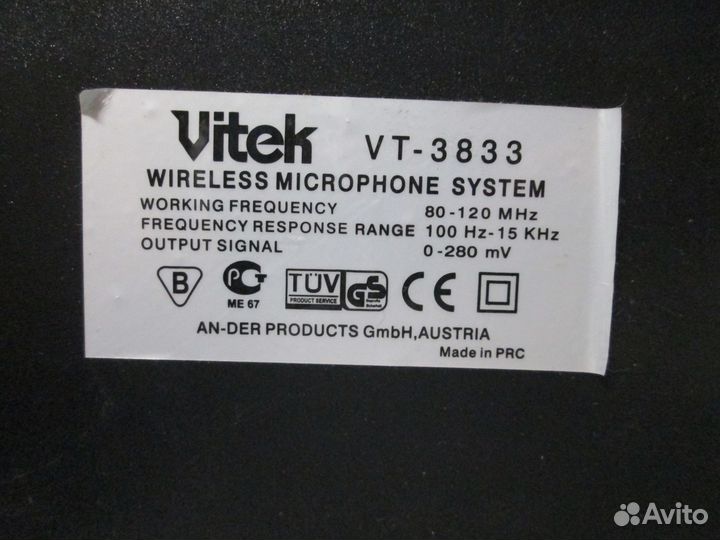 Vitek VT-3833
WIRELESS MICROPHONE SYSTEM
WORKING FREQUENCY 80-120 MHz
FREQUENCY RESPONSE RANGE 100 Hz-15 KHz
OUTPUT SIGNAL 0-280 mV
B РСТ TÜV GS CE
ME 67 PRODUCT SERVICE
AN-DER PRODUCTS GmbH,AUSTRIA
Made in PRC
Avito